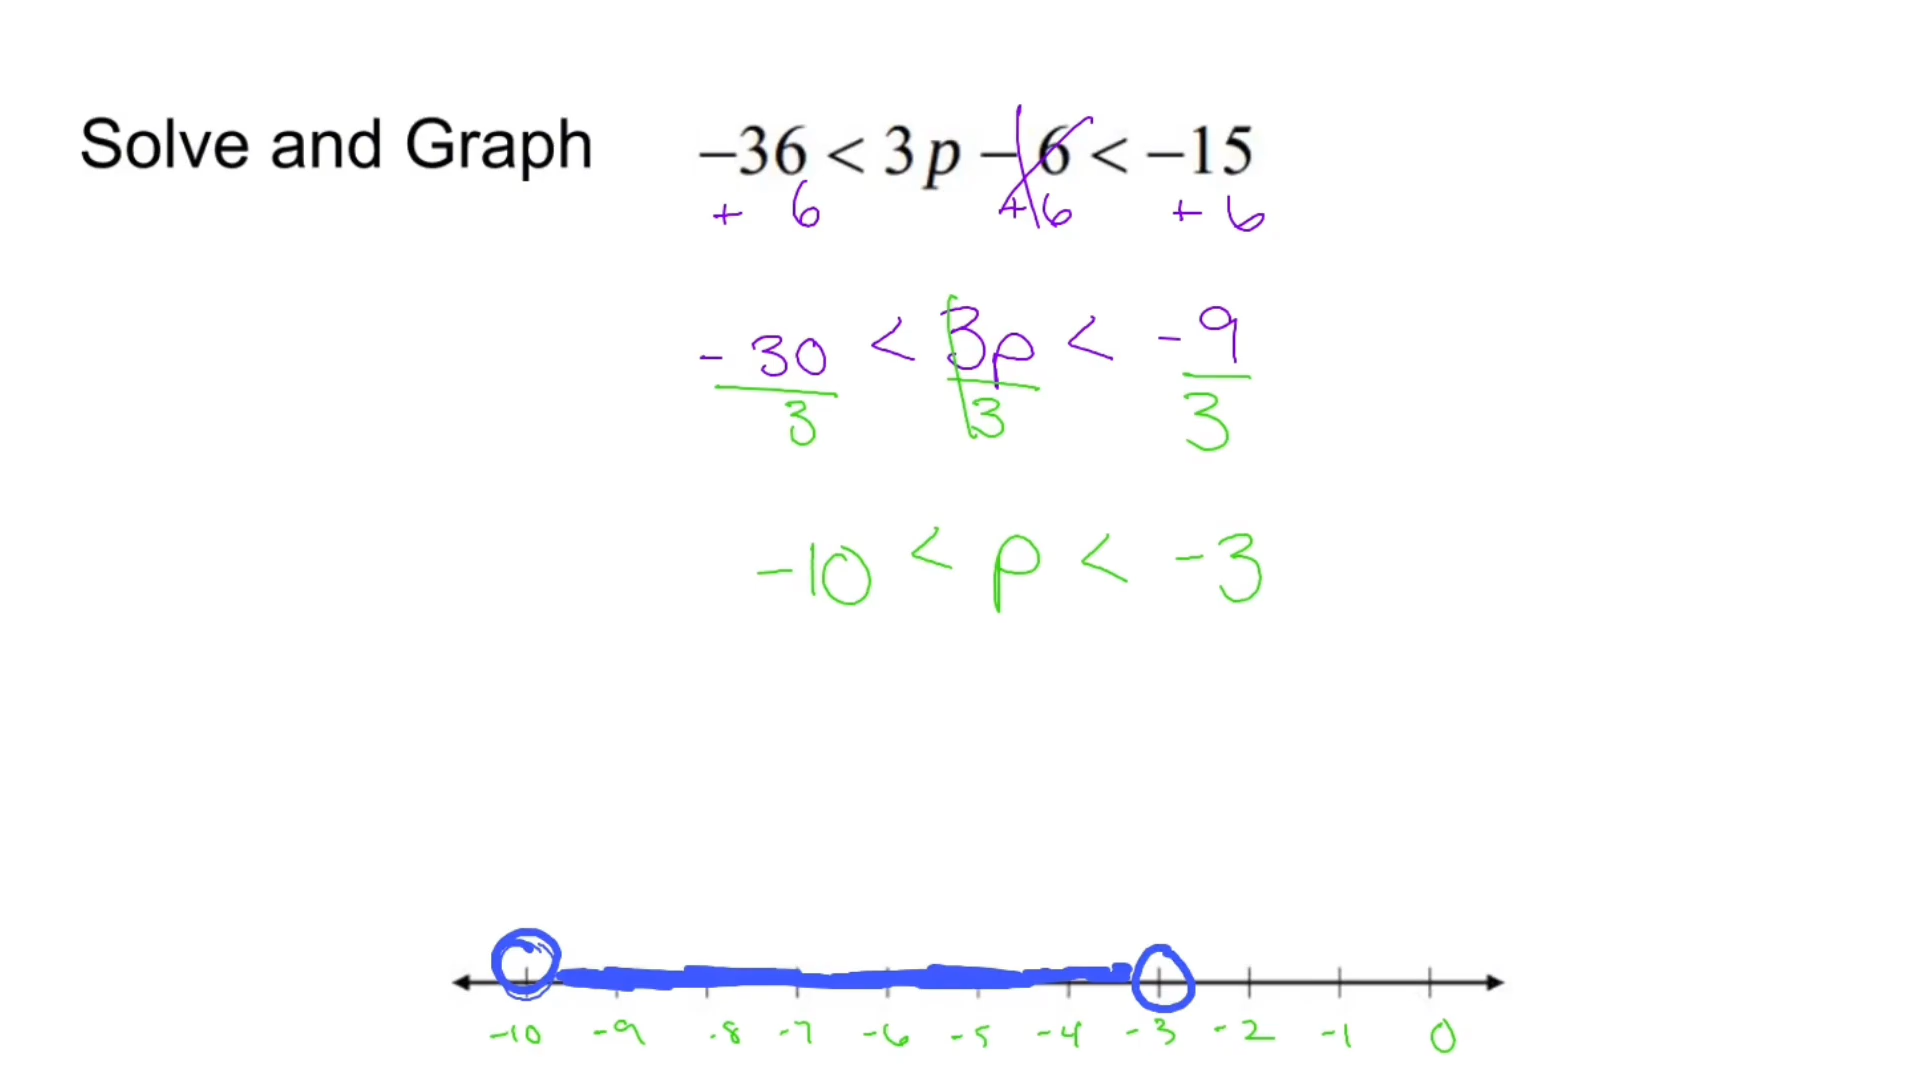 Solve and Graph −36 < 3p − 6 < −15
+ 6 +6 + 6
-30 < 3p < -9
3 3 3
-10 < p < -3
-10 -9 -8 -7 -6 -5 -4 -3 -2 -1 0